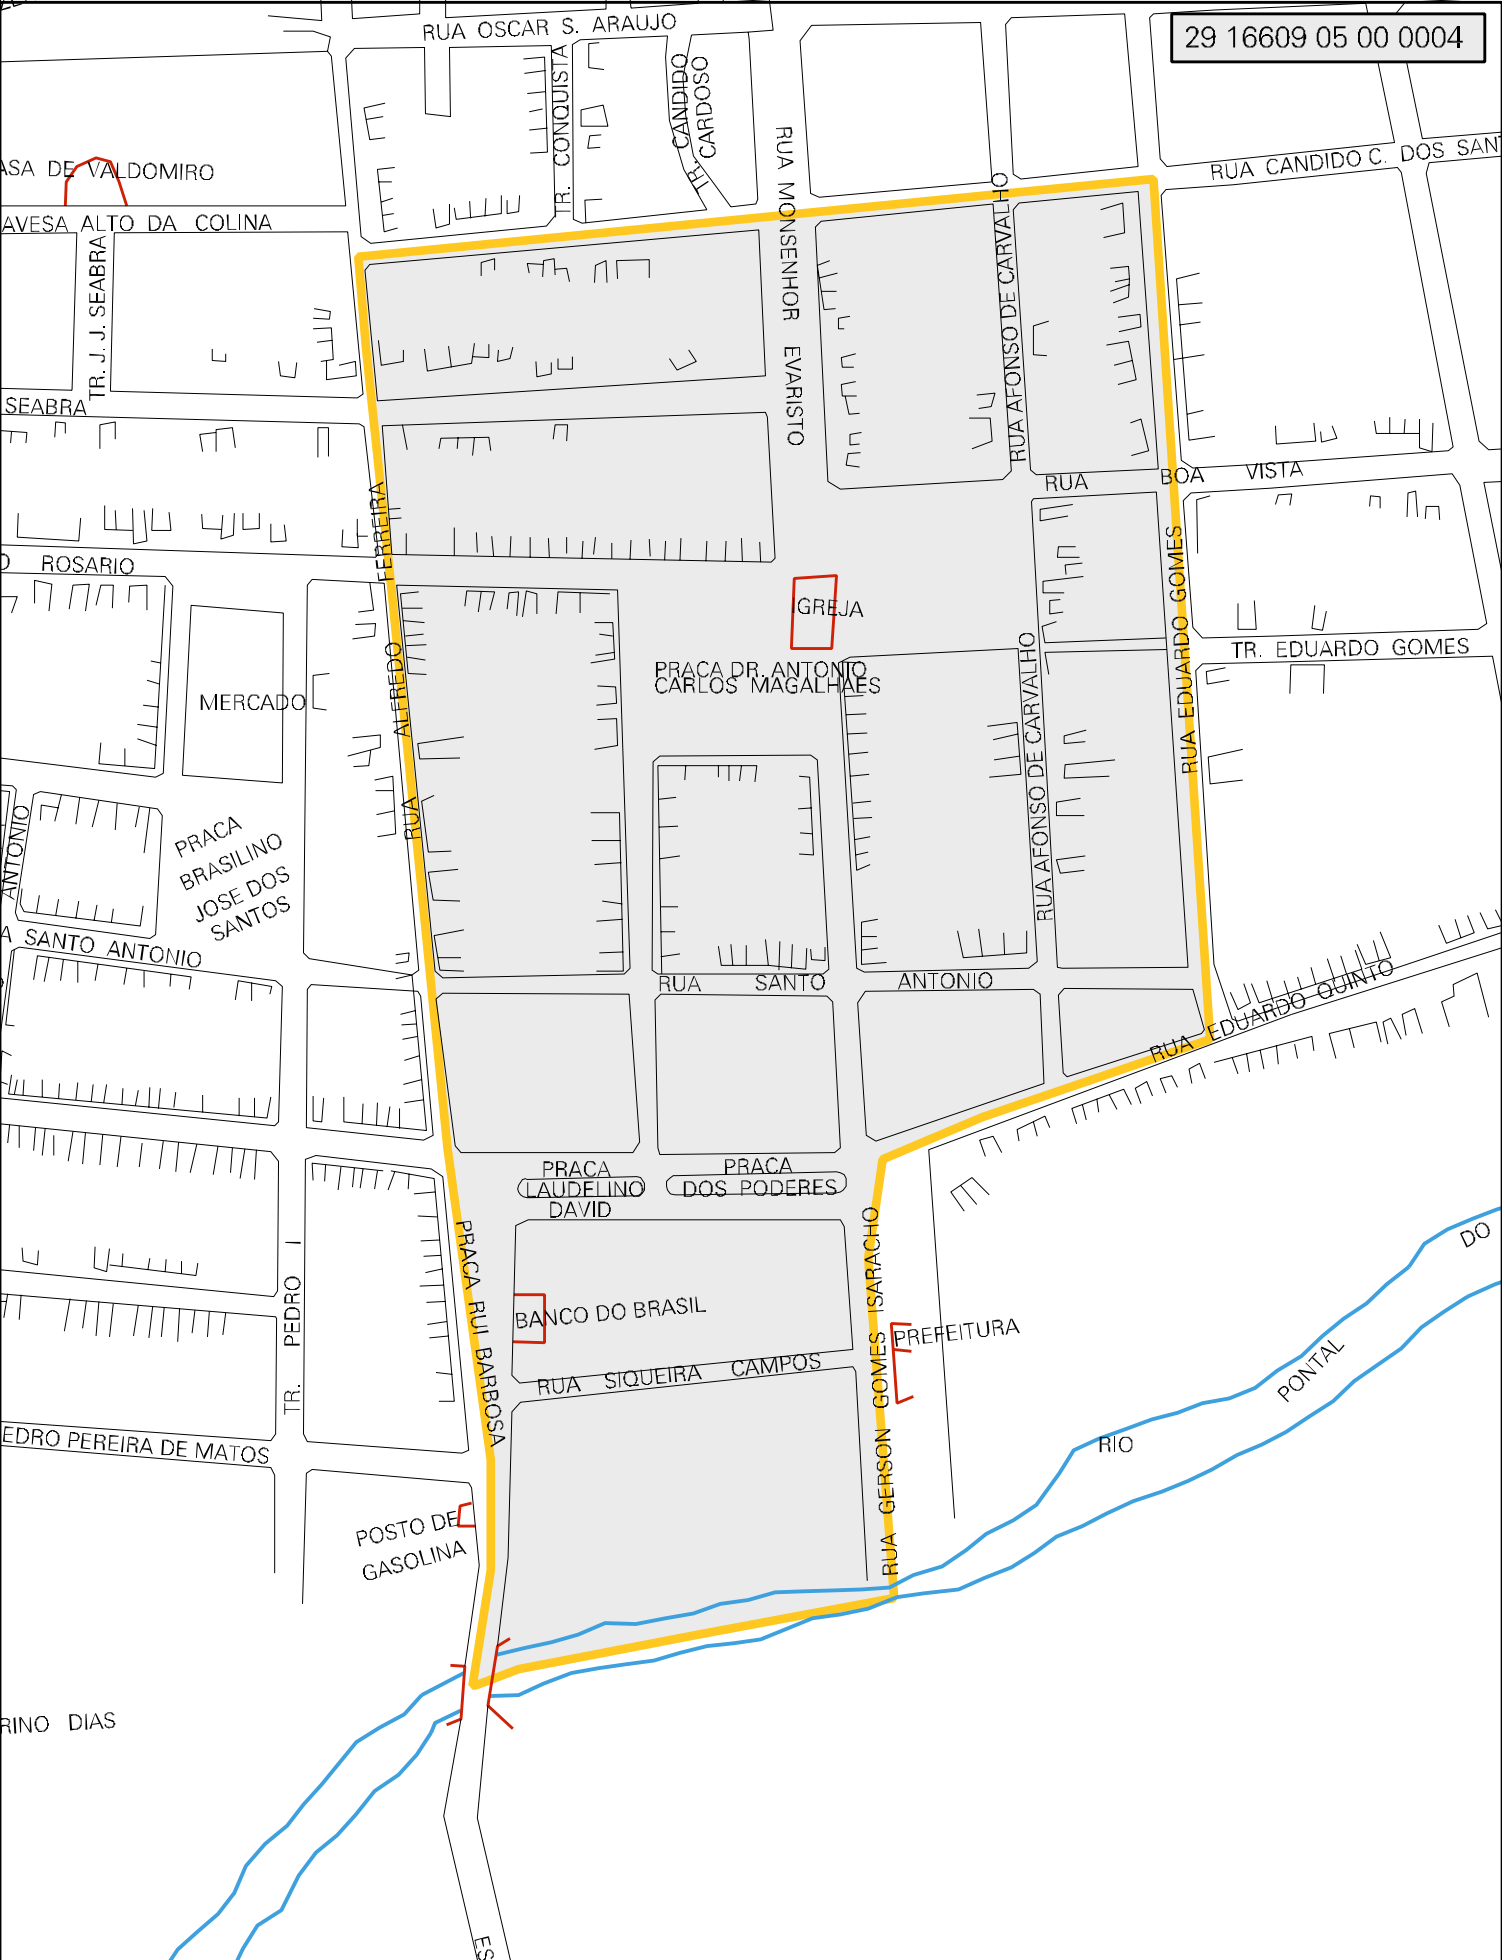 29 16609 05 00 0004
RUA OSCAR S. ARAUJO
TR. CONQUISTA
TR. CANDIDO
CARDOSO
RUA MONSENHOR EVARISTO
RUA CANDIDO C. DOS SANT
ASA DE VALDOMIRO
AVESA ALTO DA COLINA
TR. J. J. SEABRA
RUA AFONSO DE CARVALHO
SEABRA
RUA BOA VISTA
RUA ALFREDO FERREIRA
O ROSARIO
IGREJA
RUA EDUARDO GOMES
TR. EDUARDO GOMES
PRACA DR. ANTONIO
CARLOS MAGALHAES
MERCADO
RUA AFONSO DE CARVALHO
PRACA
BRASILINO
JOSE DOS
SANTOS
ANTONIO
A SANTO ANTONIO
RUA SANTO ANTONIO
RUA EDUARDO QUINTO
PRACA
LAUDELINO
DAVID
PRACA
DOS PODERES
PRACA RUI BARBOSA
TR. PEDRO I
BANCO DO BRASIL
RUA GERSON GOMES ISARACHO
PREFEITURA
RUA SIQUEIRA CAMPOS
RIO PONTAL DO
EDRO PEREIRA DE MATOS
POSTO DE
GASOLINA
RINO DIAS
ES